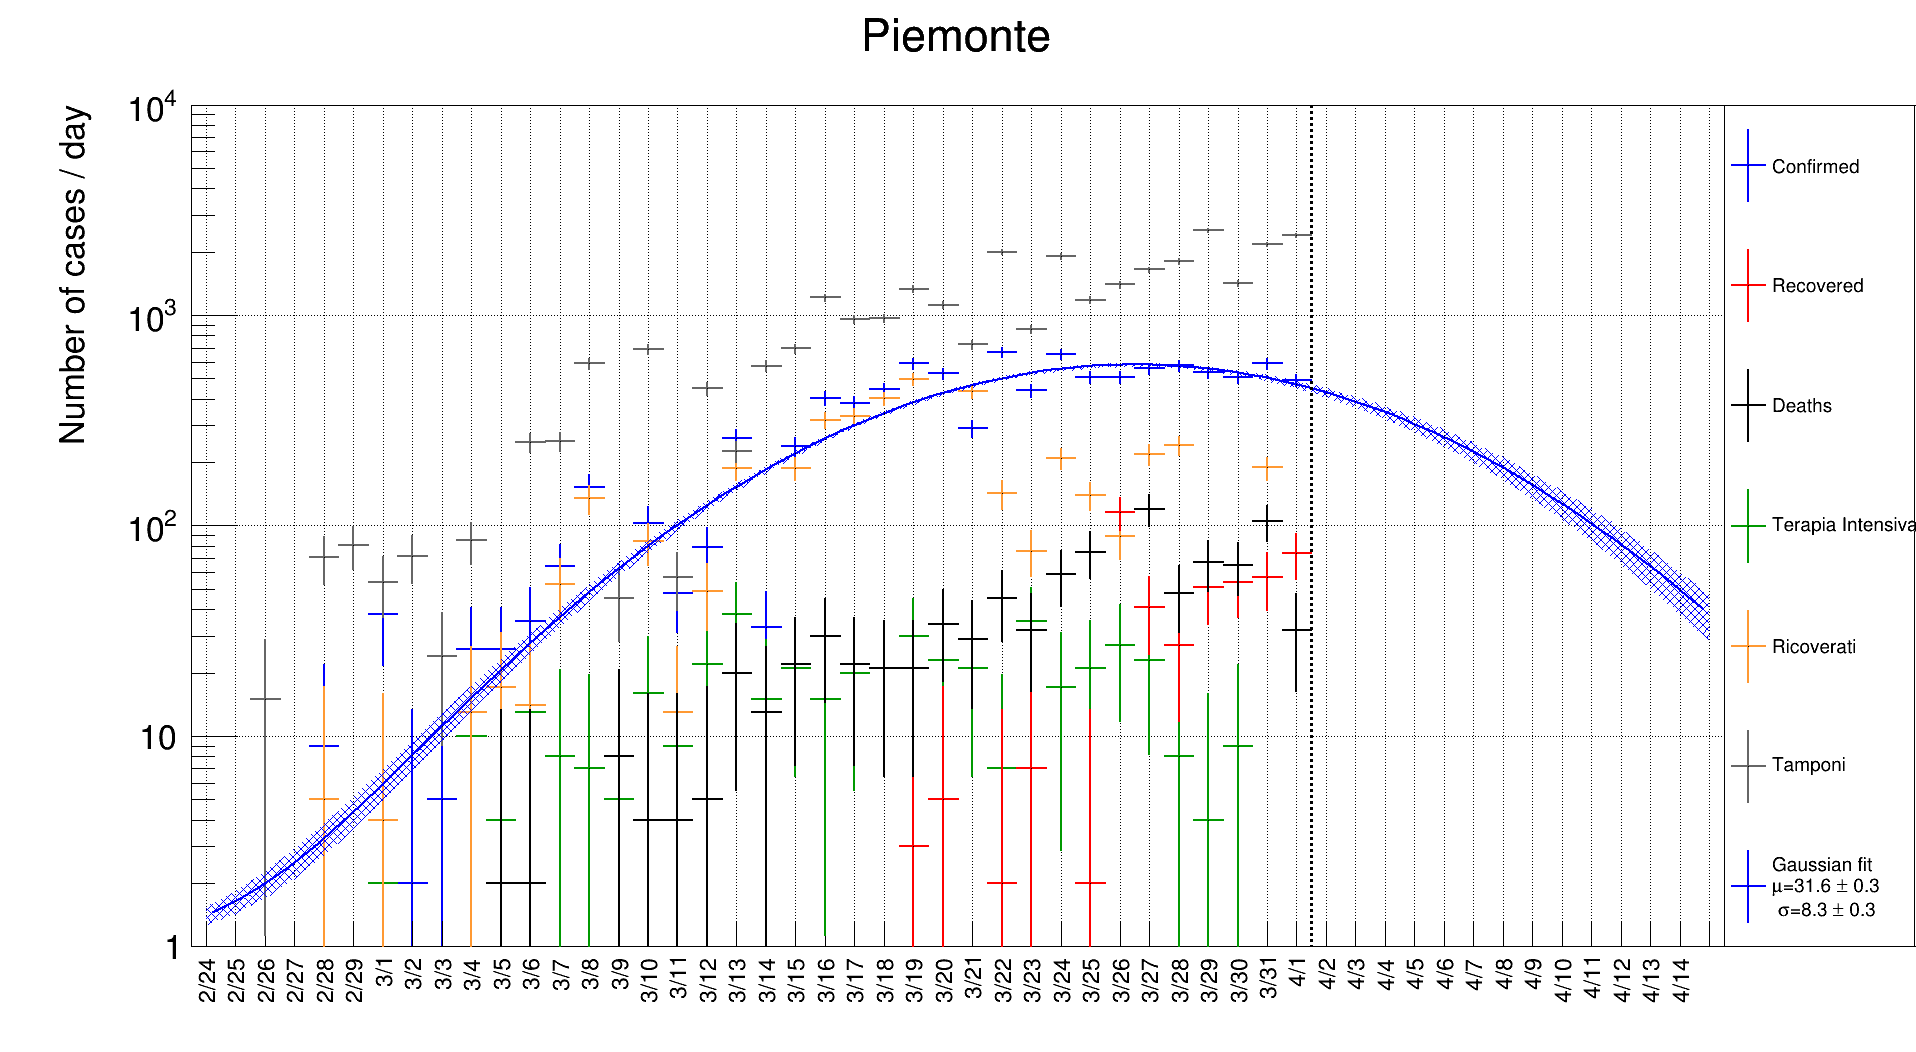 Piemonte
Number of cases / day
10⁴
10³
10²
10
1
2/24 2/25 2/26 2/27 2/28 2/29 3/1 3/2 3/3 3/4 3/5 3/6 3/7 3/8 3/9 3/10 3/11 3/12 3/13 3/14 3/15 3/16 3/17 3/18 3/19 3/20 3/21 3/22 3/23 3/24 3/25 3/26 3/27 3/28 3/29 3/30 3/31 4/1 4/2 4/3 4/4 4/5 4/6 4/7 4/8 4/9 4/10 4/11 4/12 4/13 4/14
Confirmed
Recovered
Deaths
Terapia Intensiva
Ricoverati
Tamponi
Gaussian fit
μ=31.6 ± 0.3
σ=8.3 ± 0.3